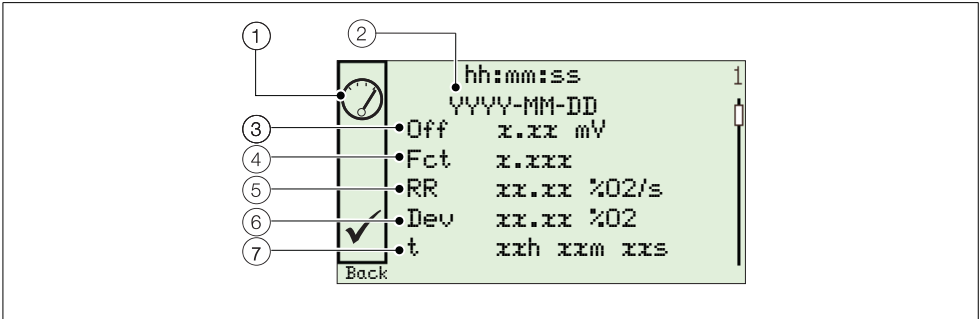 1
2
hh:mm:ss
1
YYYY-MM-DD
3
Off x.xx mV
4
Fct x.xxx
5
RR xx.xx %O2/s
6
Dev xx.xx %O2
7
t xxh xxm xxs
Back